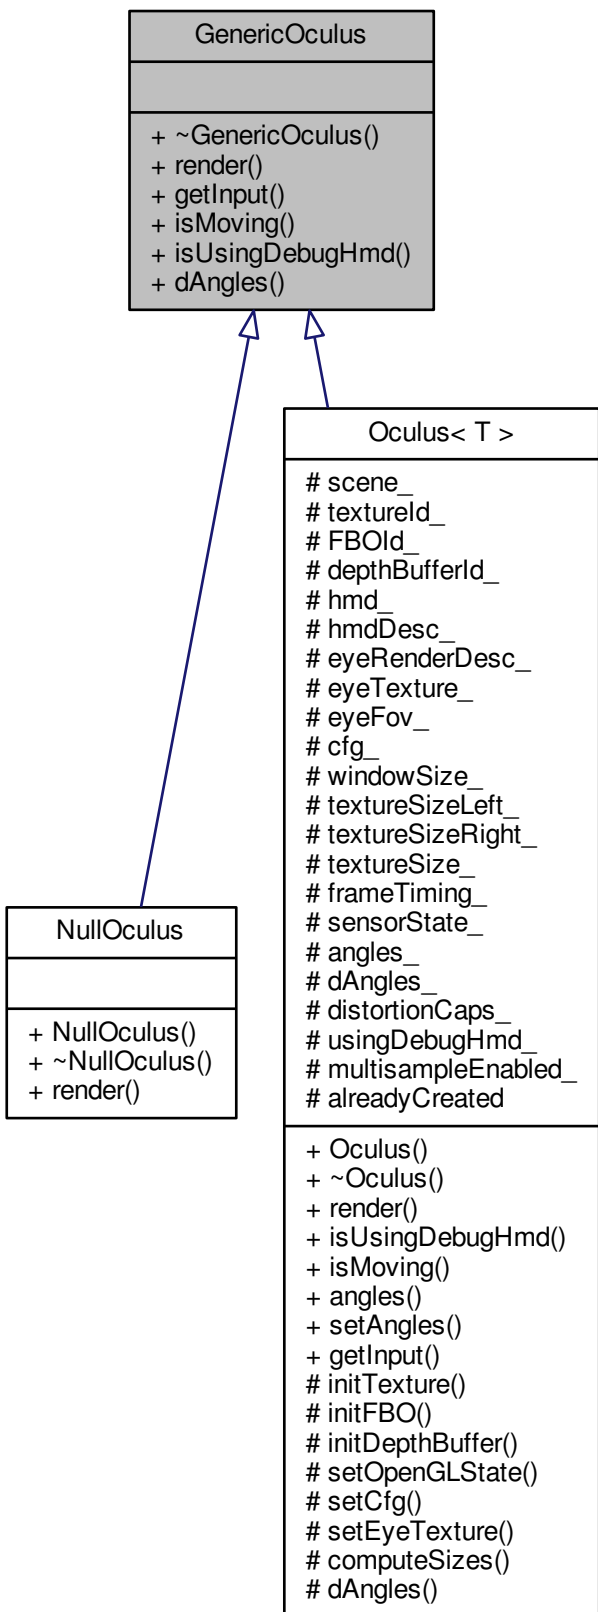 GenericOculus
+ ~GenericOculus()
+ render()
+ getInput()
+ isMoving()
+ isUsingDebugHmd()
+ dAngles()
Oculus< T >
# scene_
# textureId_
# FBOId_
# depthBufferId_
# hmd_
# hmdDesc_
# eyeRenderDesc_
# eyeTexture_
# eyeFov_
# cfg_
# windowSize_
# textureSizeLeft_
# textureSizeRight_
# textureSize_
# frameTiming_
# sensorState_
# angles_
# dAngles_
# distortionCaps_
# usingDebugHmd_
# multisampleEnabled_
# alreadyCreated
+ Oculus()
+ ~Oculus()
+ render()
+ isUsingDebugHmd()
+ isMoving()
+ angles()
+ setAngles()
+ getInput()
# initTexture()
# initFBO()
# initDepthBuffer()
# setOpenGLState()
# setCfg()
# setEyeTexture()
# computeSizes()
# dAngles()
NullOculus
+ NullOculus()
+ ~NullOculus()
+ render()